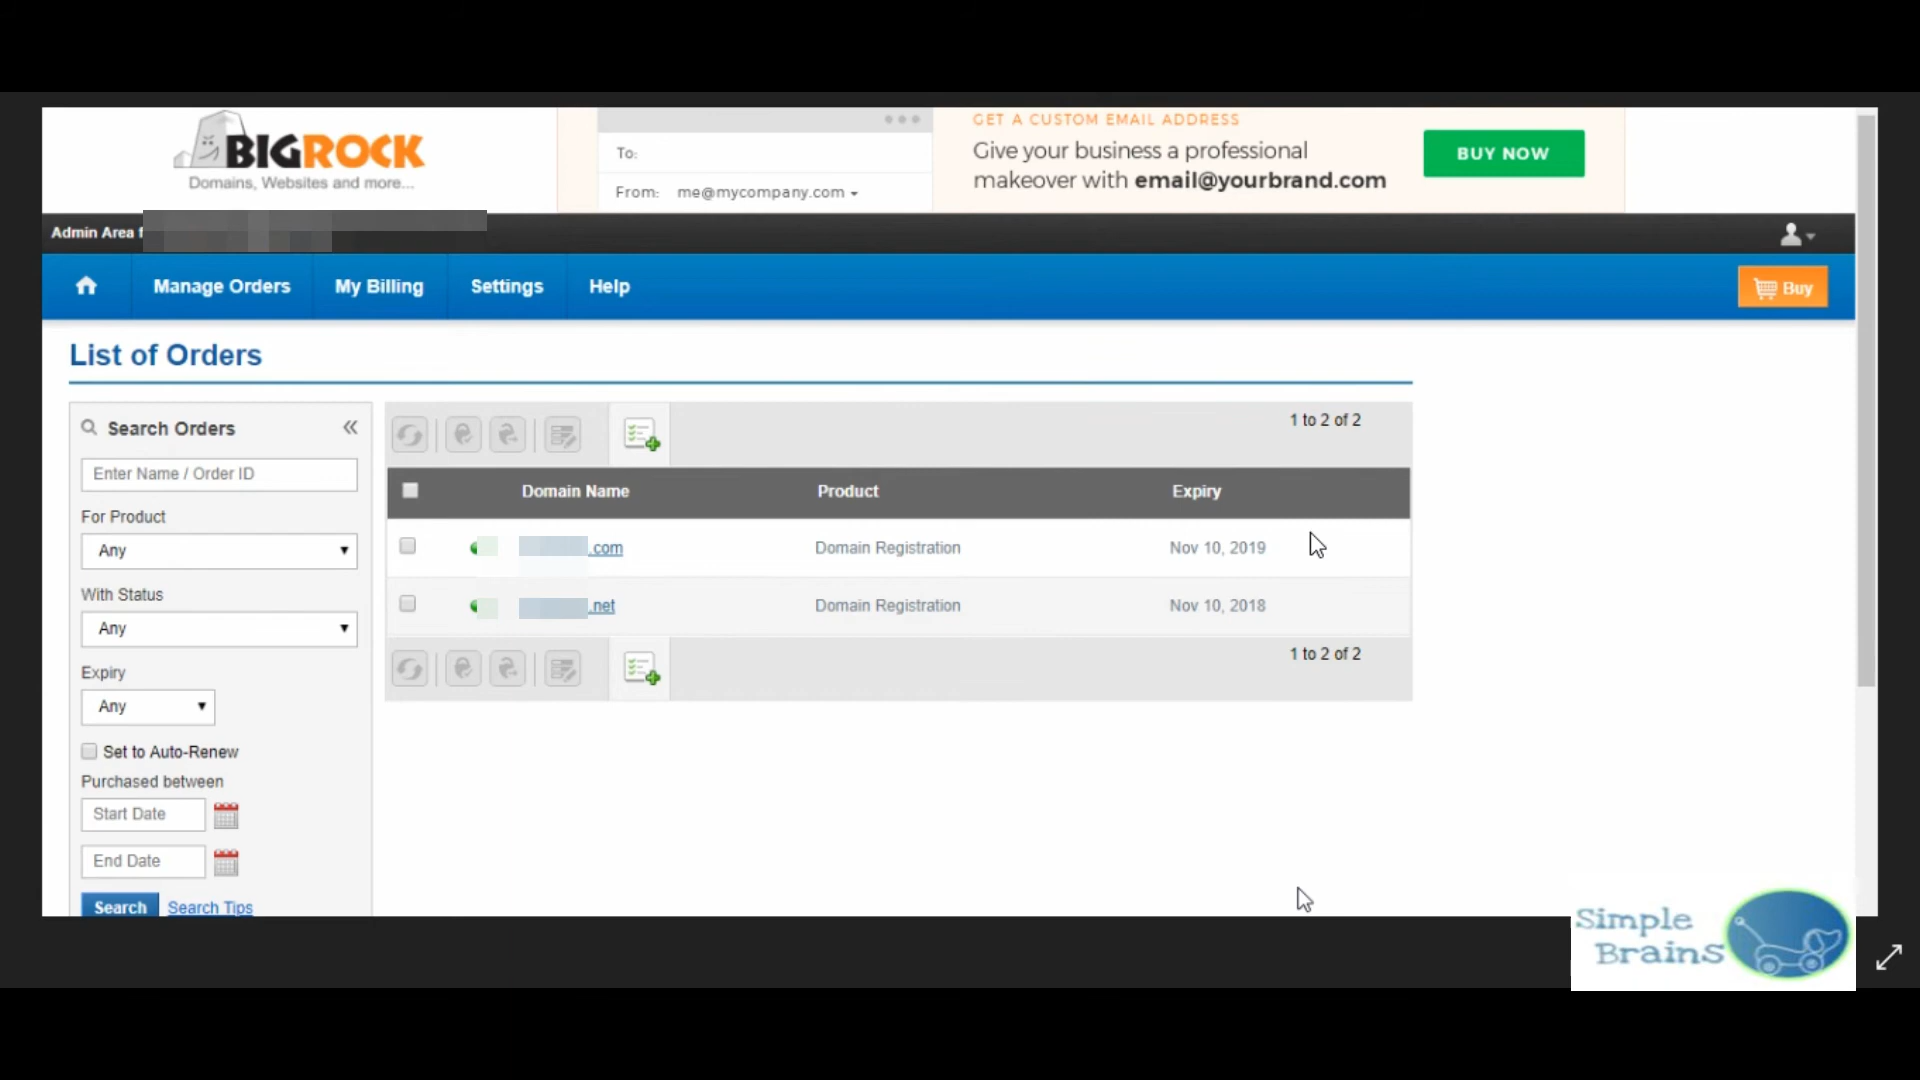 BIGROCK
Domains, Websites and more...
To:
From: me@mycompany.com
GET A CUSTOM EMAIL ADDRESS
Give your business a professional
makeover with email@yourbrand.com
BUY NOW
Admin Area
Manage Orders
My Billing
Settings
Help
Buy
List of Orders
Search Orders
Enter Name / Order ID
For Product
Any
With Status
Any
Expiry
Any
Set to Auto-Renew
Purchased between
Start Date
End Date
Search Search Tips
1 to 2 of 2
Domain Name Product Expiry
.com Domain Registration Nov 10, 2019
.net Domain Registration Nov 10, 2018
1 to 2 of 2
Simple
Brains